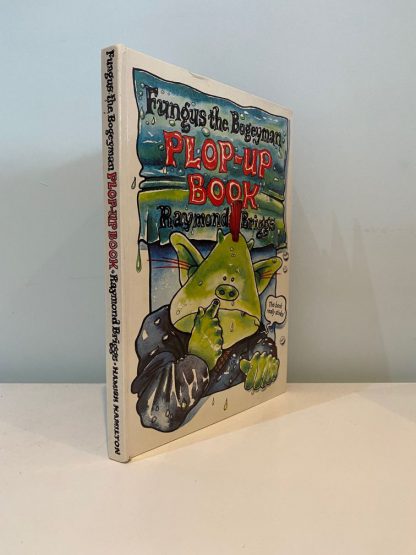 Fungus the Bogeyman PLOP-UP BOOK • Raymond Briggs • HAMISH HAMILTON
Fungus the Bogeyman
PLOP-UP
BOOK
Raymond Briggs
This book
really stinks